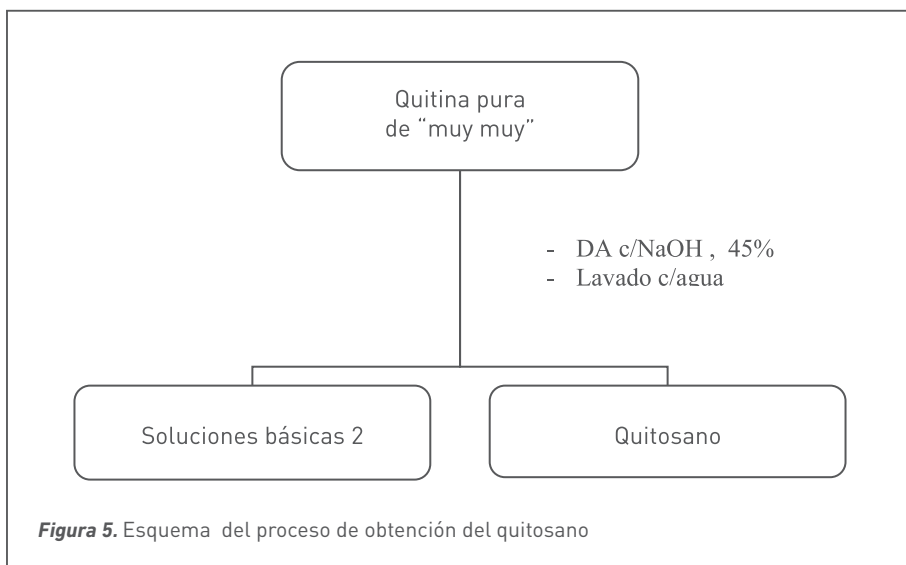 Quitina pura
de “muy muy”
- DA c/NaOH , 45%
- Lavado c/agua
Soluciones básicas 2
Quitosano
Figura 5. Esquema del proceso de obtención del quitosano